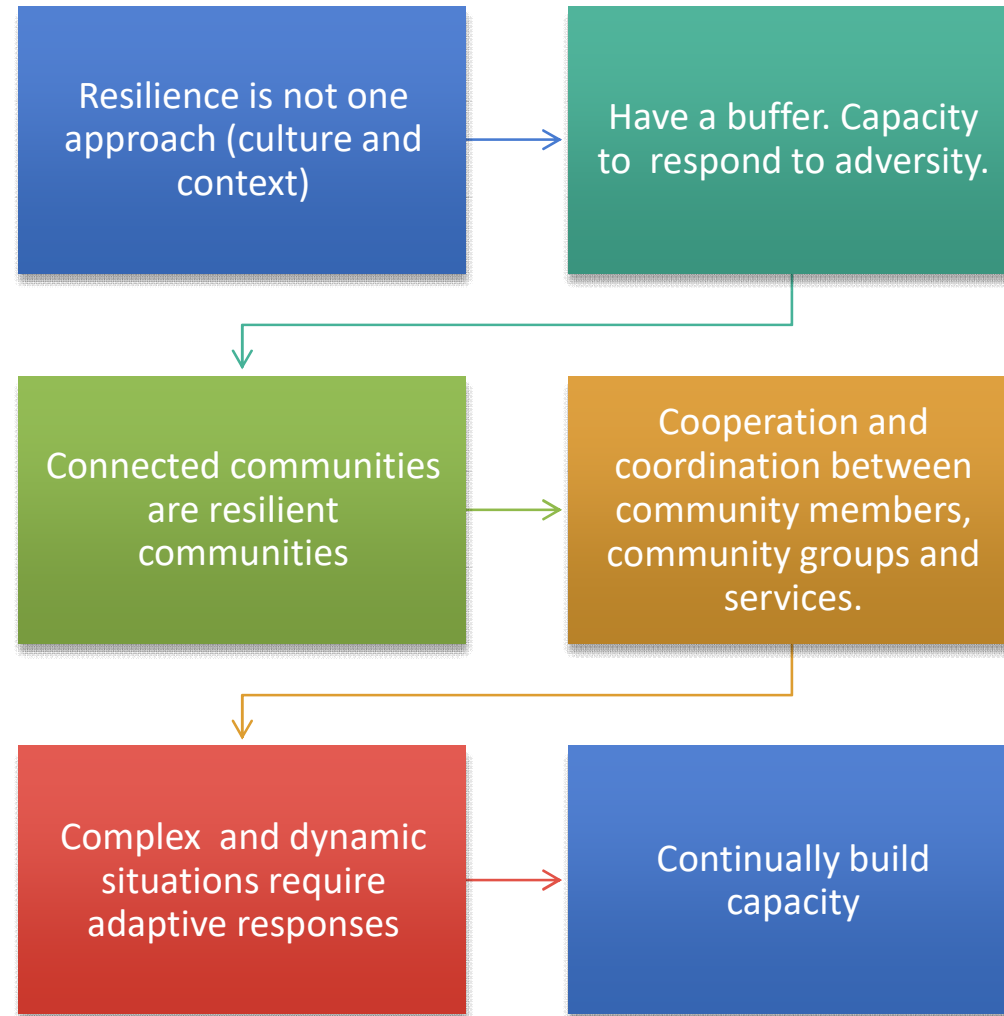 Resilience is not one
approach (culture and
context)
Have a buffer. Capacity
to  respond to adversity.
Connected communities
are resilient
communities
Cooperation and
coordination between
community members,
community groups and
services.
Complex  and dynamic
situations require
adaptive responses
Continually build
capacity